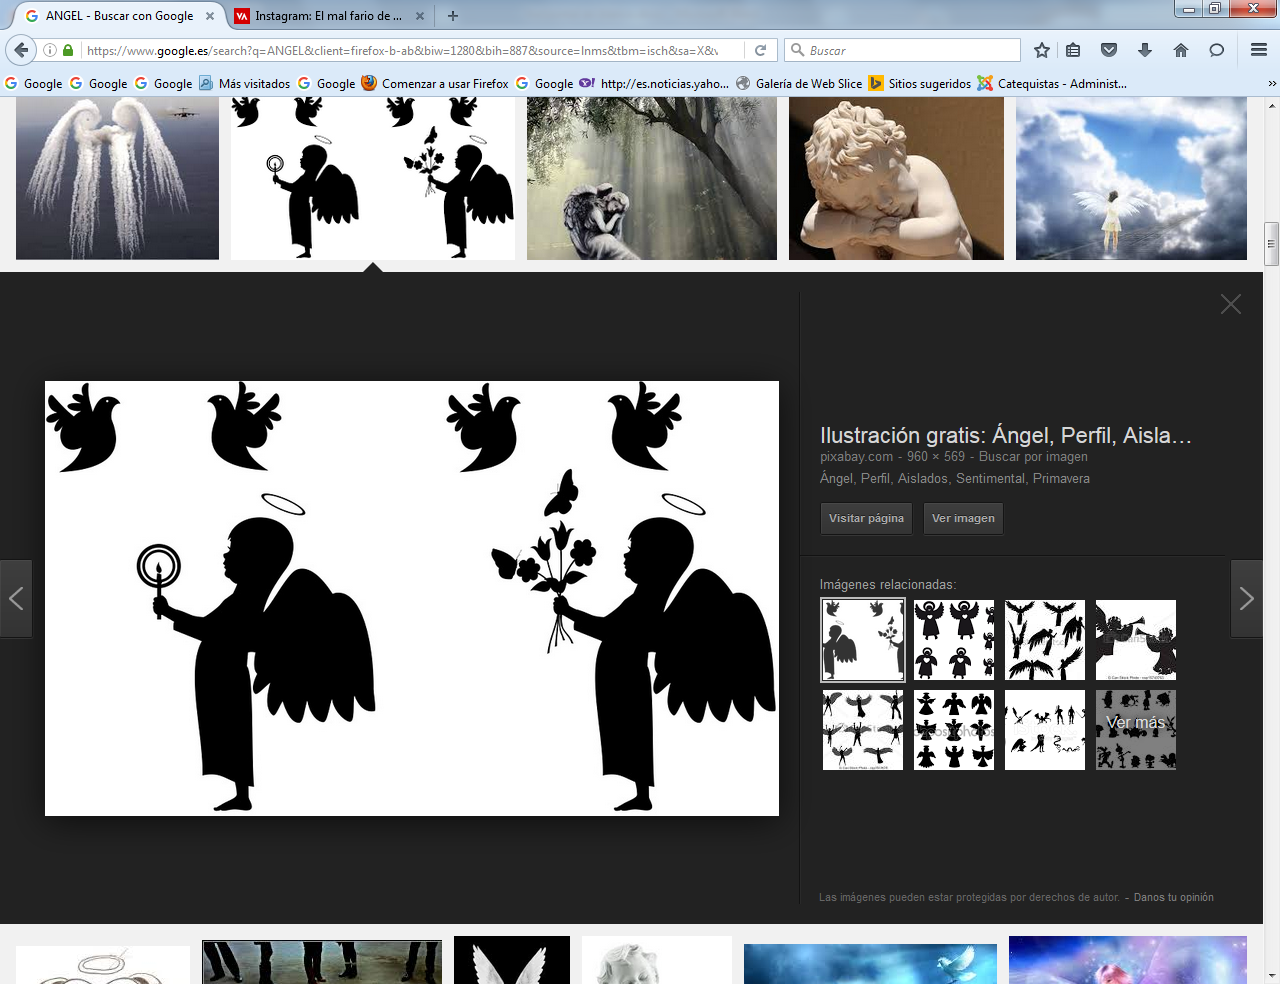 ANGEL - Buscar con Google
Instagram: El mal fario de ...
https://www.google.es/search?q=ANGEL&client=firefox-b-ab&biw=1280&bih=887&source=lnms&tbm=isch&sa=X&v
Buscar
Google
Google
Google
Más visitados
Google
Comenzar a usar Firefox
Google
http://es.noticias.yaho...
Galería de Web Slice
Sitios sugeridos
Catequistas - Administ...
Ilustración gratis: Ángel, Perfil, Aisla…
pixabay.com - 960 × 569 - Buscar por imagen
Ángel, Perfil, Aislados, Sentimental, Primavera
Visitar página
Ver imagen
Imágenes relacionadas:
Ver más
Las imágenes pueden estar protegidas por derechos de autor. - Danos tu opinión